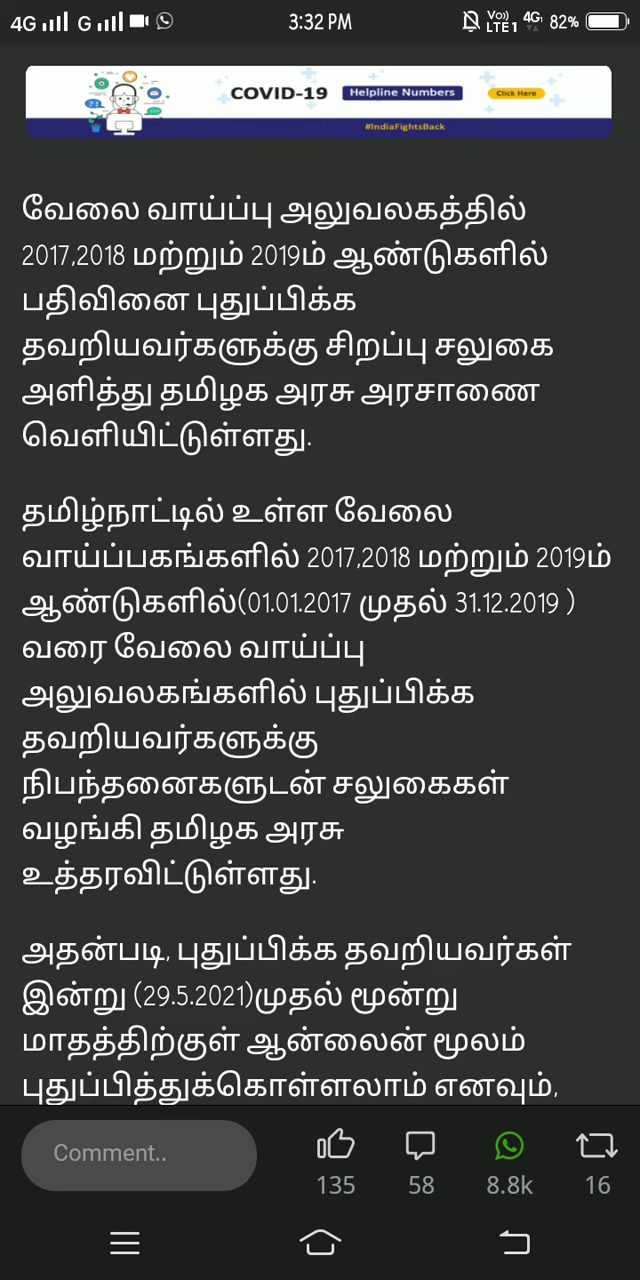 4G G 3:32 PM Vo)) LTE 1 4G 82%
COVID-19 Helpline Numbers Click Here
#IndiaFightsBack
வேலை வாய்ப்பு அலுவலகத்தில்
2017,2018 மற்றும் 2019ம் ஆண்டுகளில்
பதிவினை புதுப்பிக்க
தவறியவர்களுக்கு சிறப்பு சலுகை
அளித்து தமிழக அரசு அரசாணை
வெளியிட்டுள்ளது.
தமிழ்நாட்டில் உள்ள வேலை
வாய்ப்பகங்களில் 2017,2018 மற்றும் 2019ம்
ஆண்டுகளில்(01.01.2017 முதல் 31.12.2019 )
வரை வேலை வாய்ப்பு
அலுவலகங்களில் புதுப்பிக்க
தவறியவர்களுக்கு
நிபந்தனைகளுடன் சலுகைகள்
வழங்கி தமிழக அரசு
உத்தரவிட்டுள்ளது.
அதன்படி, புதுப்பிக்க தவறியவர்கள்
இன்று (29.5.2021)முதல் மூன்று
மாதத்திற்குள் ஆன்லைன் மூலம்
புதுப்பித்துக்கொள்ளலாம் எனவும்,
Comment..
135 58 8.8k 16